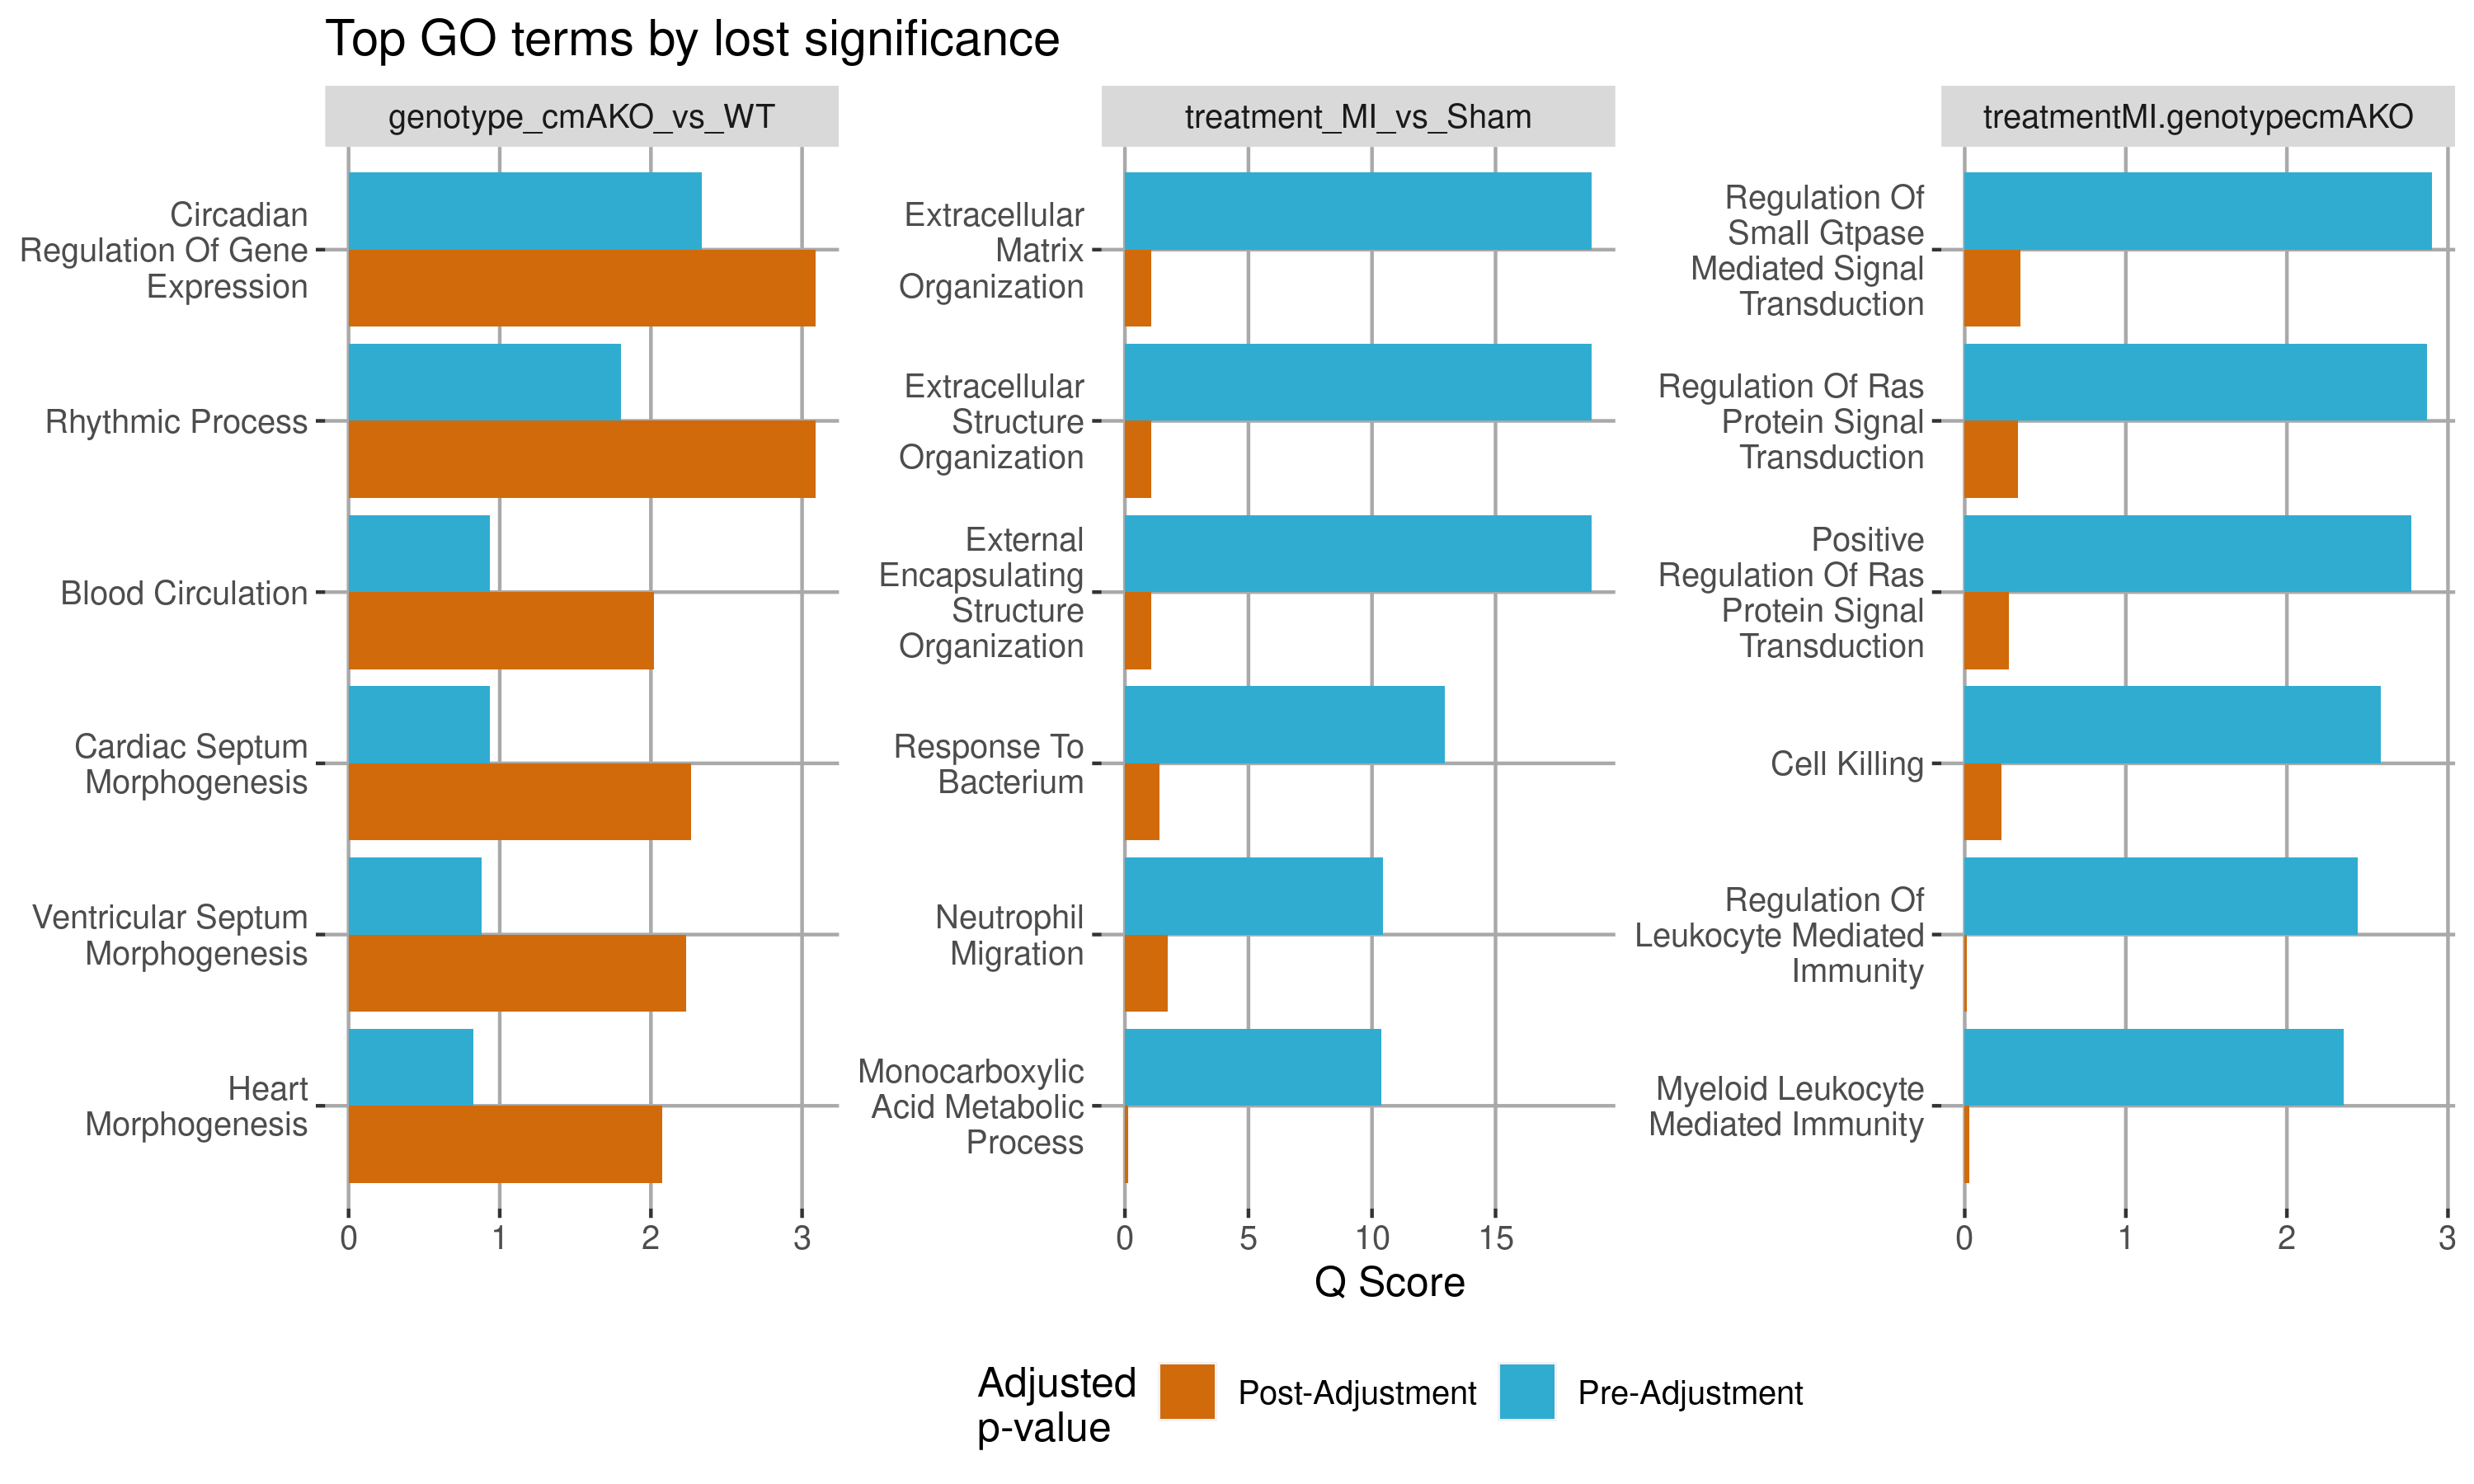 Top GO terms by lost significance
genotype_cmAKO_vs_WT
Circadian
Regulation Of Gene
Expression
Rhythmic Process
Blood Circulation
Cardiac Septum
Morphogenesis
Ventricular Septum
Morphogenesis
Heart
Morphogenesis
0 1 2 3
treatment_MI_vs_Sham
Extracellular
Matrix
Organization
Extracellular
Structure
Organization
External
Encapsulating
Structure
Organization
Response To
Bacterium
Neutrophil
Migration
Monocarboxylic
Acid Metabolic
Process
0 5 10 15
treatmentMI.genotypecmAKO
Regulation Of
Small Gtpase
Mediated Signal
Transduction
Regulation Of Ras
Protein Signal
Transduction
Positive
Regulation Of Ras
Protein Signal
Transduction
Cell Killing
Regulation Of
Leukocyte Mediated
Immunity
Myeloid Leukocyte
Mediated Immunity
0 1 2 3
Q Score
Adjusted
p-value
Post-Adjustment
Pre-Adjustment